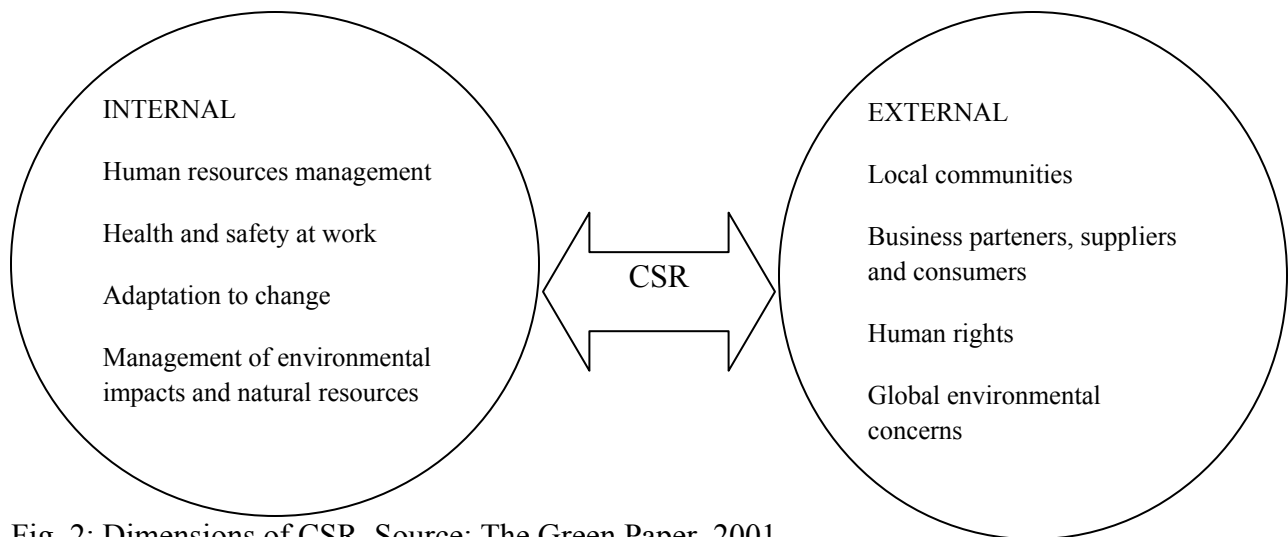 INTERNAL
Human resources management
Health and safety at work
Adaptation to change
Management of environmental
impacts and natural resources
CSR
EXTERNAL
Local communities
Business parteners, suppliers
and consumers
Human rights
Global environmental
concerns
Fig. 2: Dimensions of CSR. Source: The Green Paper, 2001